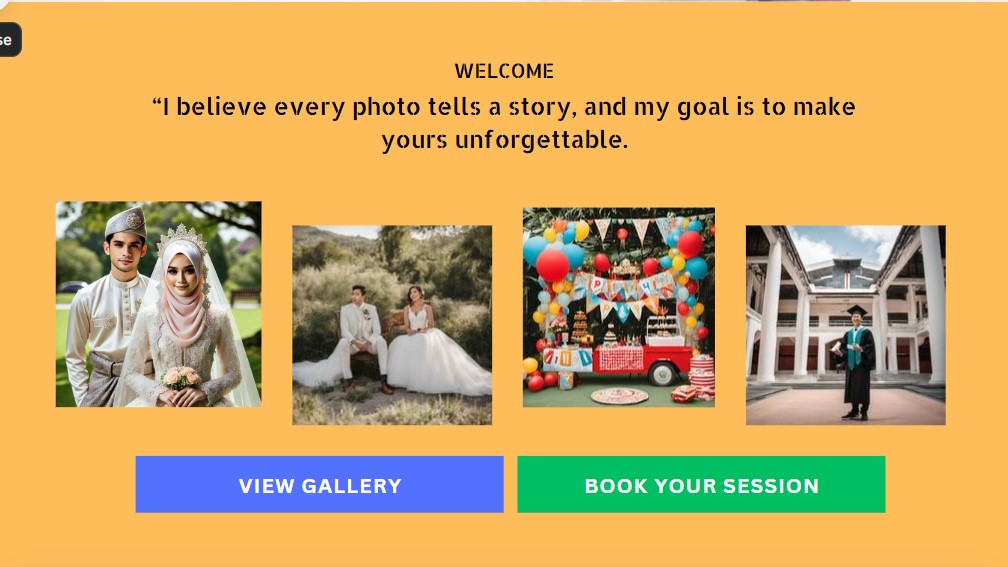 se
WELCOME
“I believe every photo tells a story, and my goal is to make
yours unforgettable.
VIEW GALLERY
BOOK YOUR SESSION